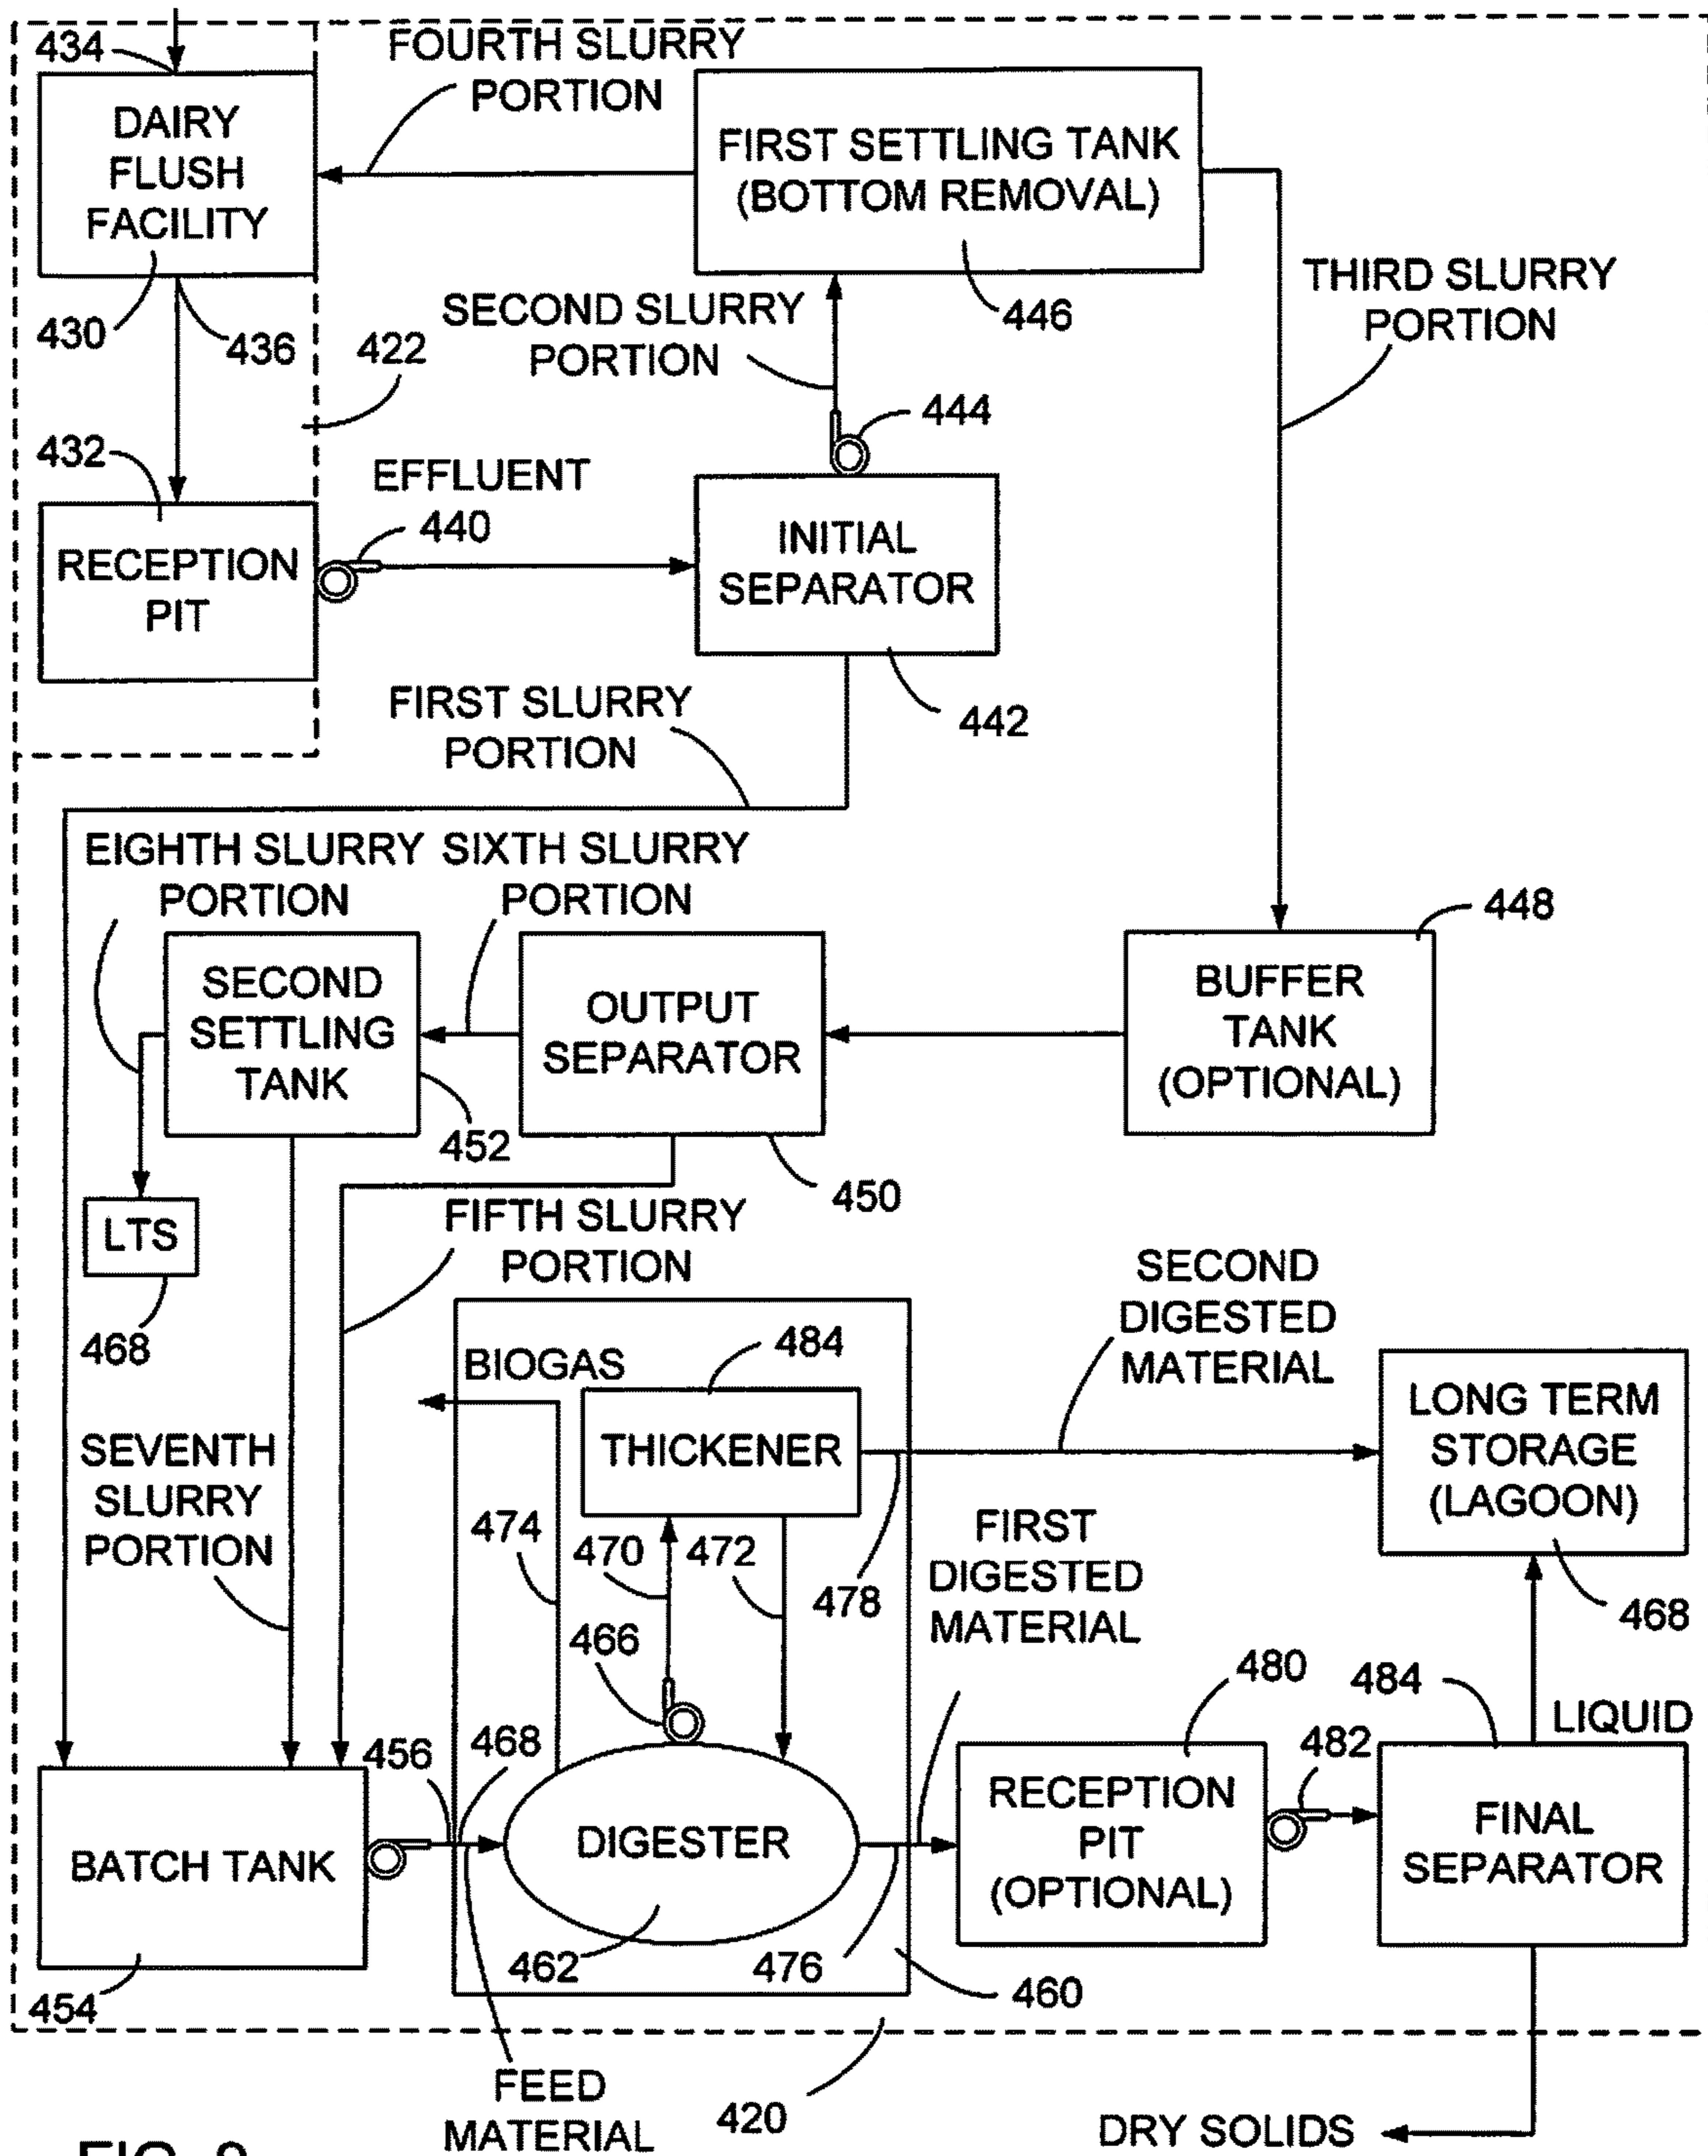 434
FOURTH SLURRY
PORTION
DAIRY
FLUSH
FACILITY
FIRST SETTLING TANK
(BOTTOM REMOVAL)
430
436
422
SECOND SLURRY
PORTION
446
THIRD SLURRY
PORTION
444
432
EFFLUENT
440
RECEPTION
PIT
INITIAL
SEPARATOR
FIRST SLURRY
PORTION
442
EIGHTH SLURRY
PORTION
SIXTH SLURRY
PORTION
448
SECOND
SETTLING
TANK
OUTPUT
SEPARATOR
BUFFER
TANK
(OPTIONAL)
452
450
LTS
468
FIFTH SLURRY
PORTION
SECOND
DIGESTED
MATERIAL
BIOGAS
484
THICKENER
LONG TERM
STORAGE
(LAGOON)
SEVENTH
SLURRY
PORTION
474
470
472
478
FIRST
DIGESTED
MATERIAL
468
466
480
484
LIQUID
456
468
482
BATCH TANK
DIGESTER
RECEPTION
PIT
(OPTIONAL)
FINAL
SEPARATOR
454
462
476
460
FEED
MATERIAL
420
DRY SOLIDS